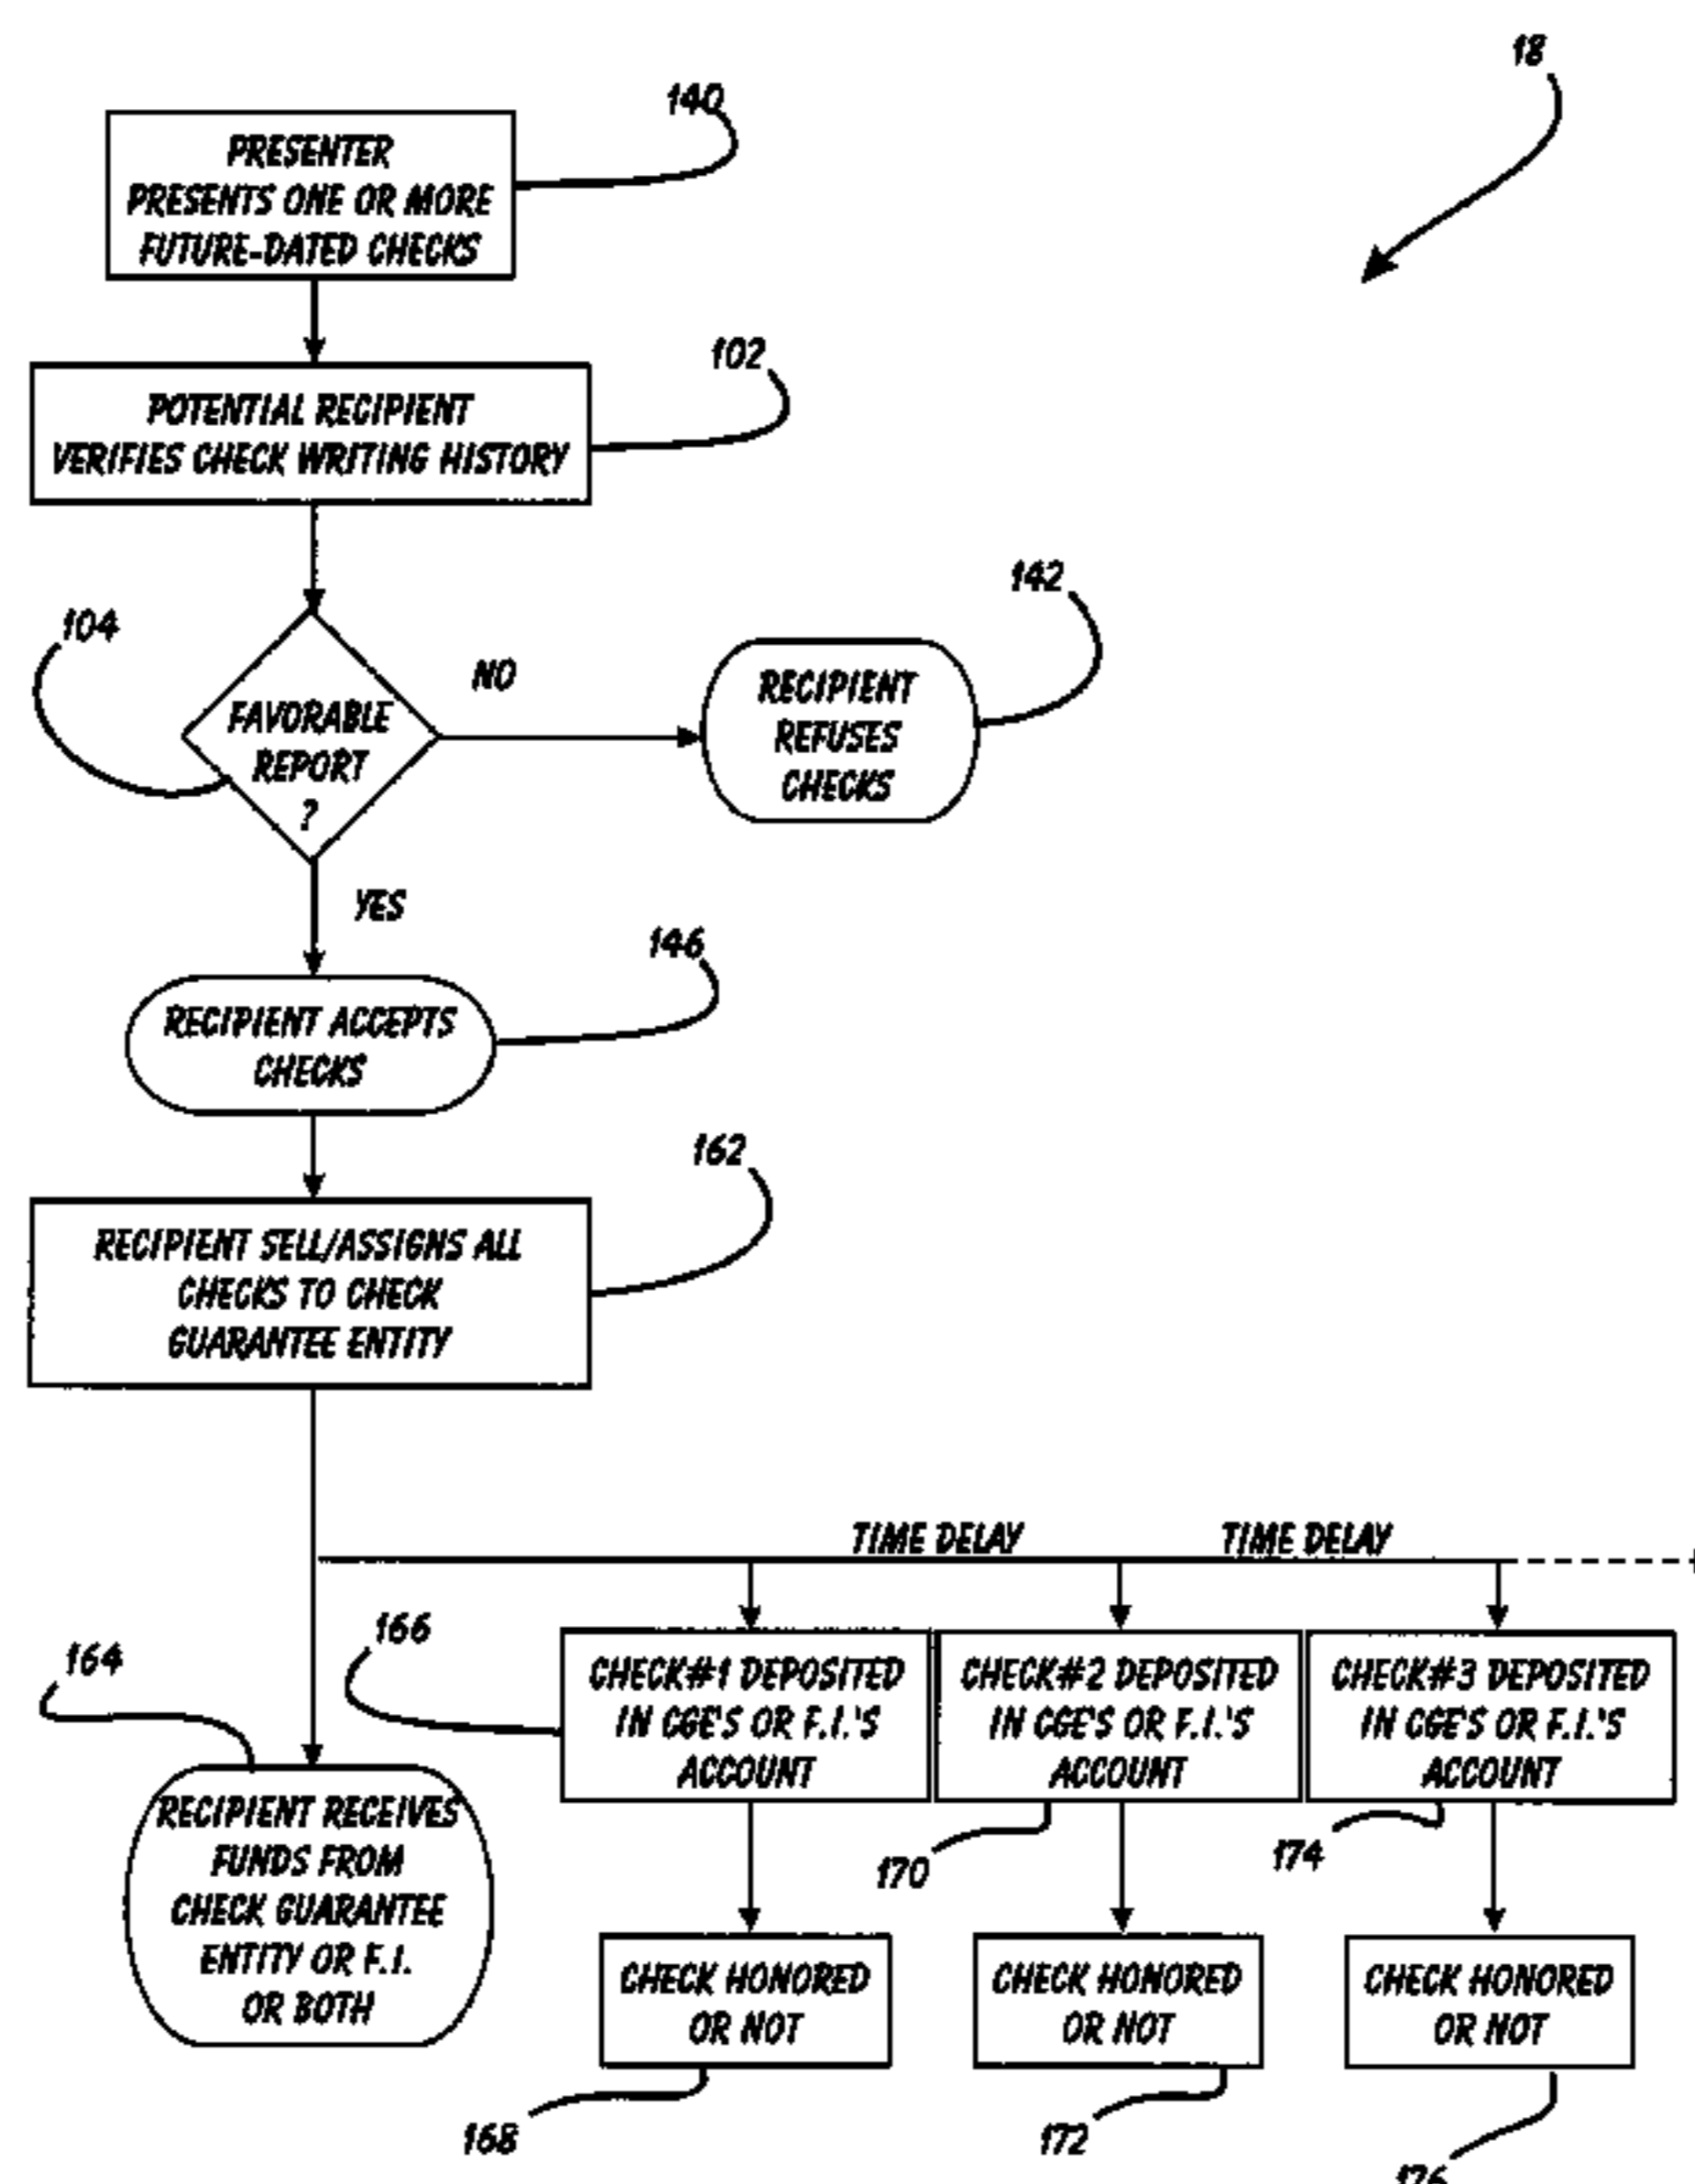 18
140
PRESENTER
PRESENTS ONE OR MORE
FUTURE-DATED CHECKS
102
POTENTIAL RECIPIENT
VERIFIES CHECK WRITING HISTORY
104
FAVORABLE
REPORT
?
NO
142
RECIPIENT
REFUSES
CHECKS
YES
146
RECIPIENT ACCEPTS
CHECKS
162
RECIPIENT SELL/ASSIGNS ALL
CHECKS TO CHECK
GUARANTEE ENTITY
TIME DELAY
TIME DELAY
164
RECIPIENT RECEIVES
FUNDS FROM
CHECK GUARANTEE
ENTITY OR F.I.
OR BOTH
166
CHECK#1 DEPOSITED
IN CGE'S OR F.I.'S
ACCOUNT
CHECK#2 DEPOSITED
IN CGE'S OR F.I.'S
ACCOUNT
CHECK#3 DEPOSITED
IN CGE'S OR F.I.'S
ACCOUNT
170
174
CHECK HONORED
OR NOT
CHECK HONORED
OR NOT
CHECK HONORED
OR NOT
168
172
176